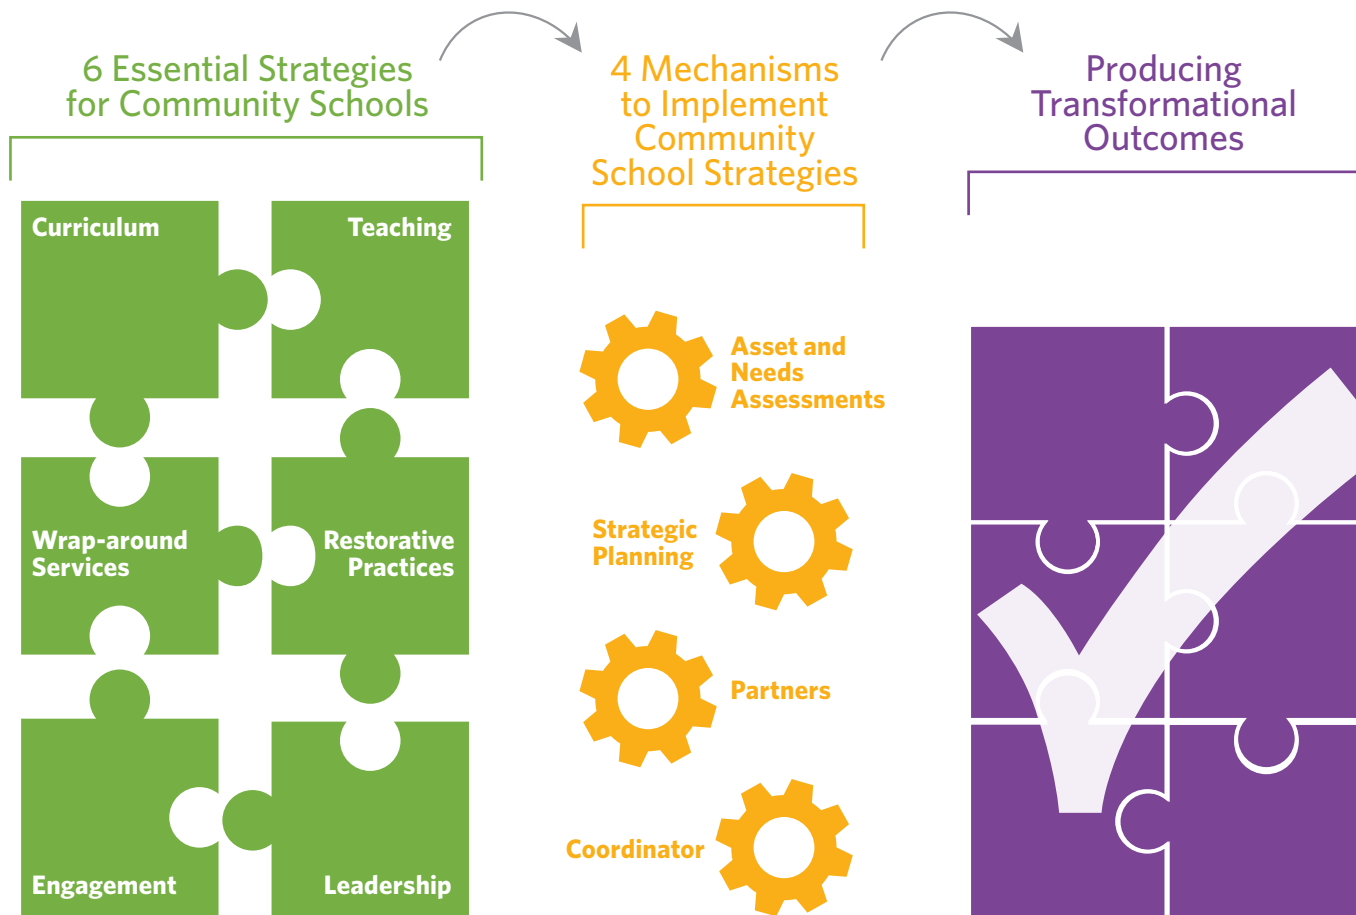 6 Essential Strategies
for Community Schools
4 Mechanisms
to Implement
Community
School Strategies
Producing
Transformational
Outcomes
Curriculum
Teaching
Wrap-around
Services
Restorative
Practices
Engagement
Leadership
Asset and
Needs
Assessments
Strategic
Planning
Partners
Coordinator